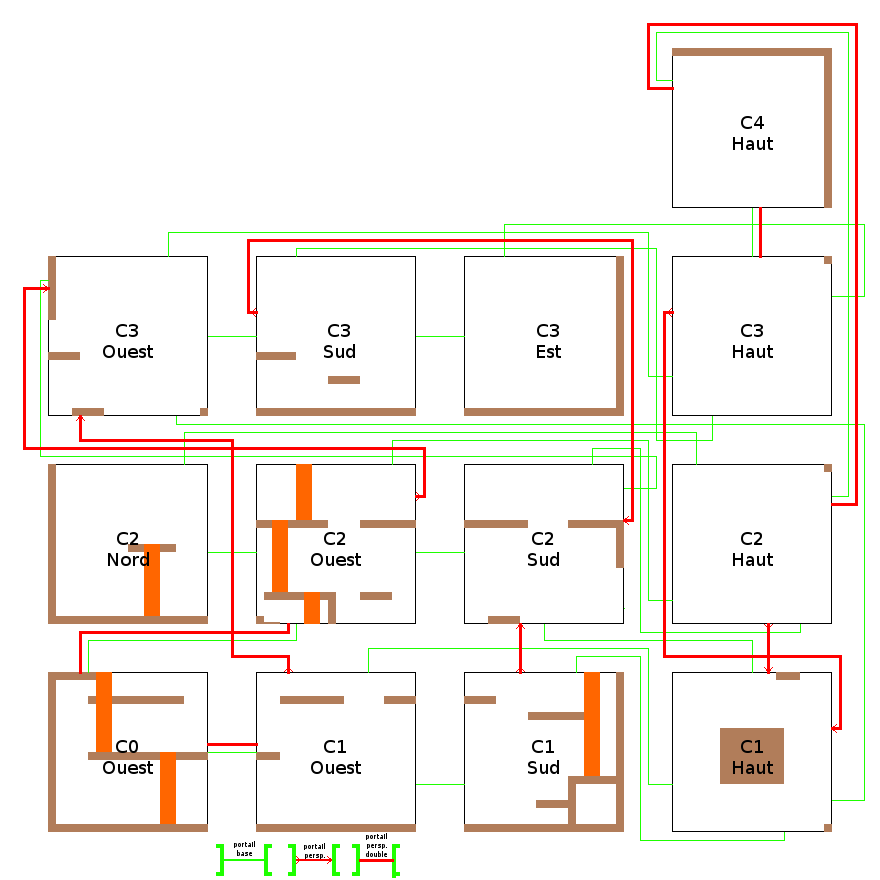 C4
Haut
C3
Ouest
C3
Sud
C3
Est
C3
Haut
C2
Nord
C2
Ouest
C2
Sud
C2
Haut
C0
Ouest
C1
Ouest
C1
Sud
C1
Haut
portail
base
portail
persp.
portail
persp.
double